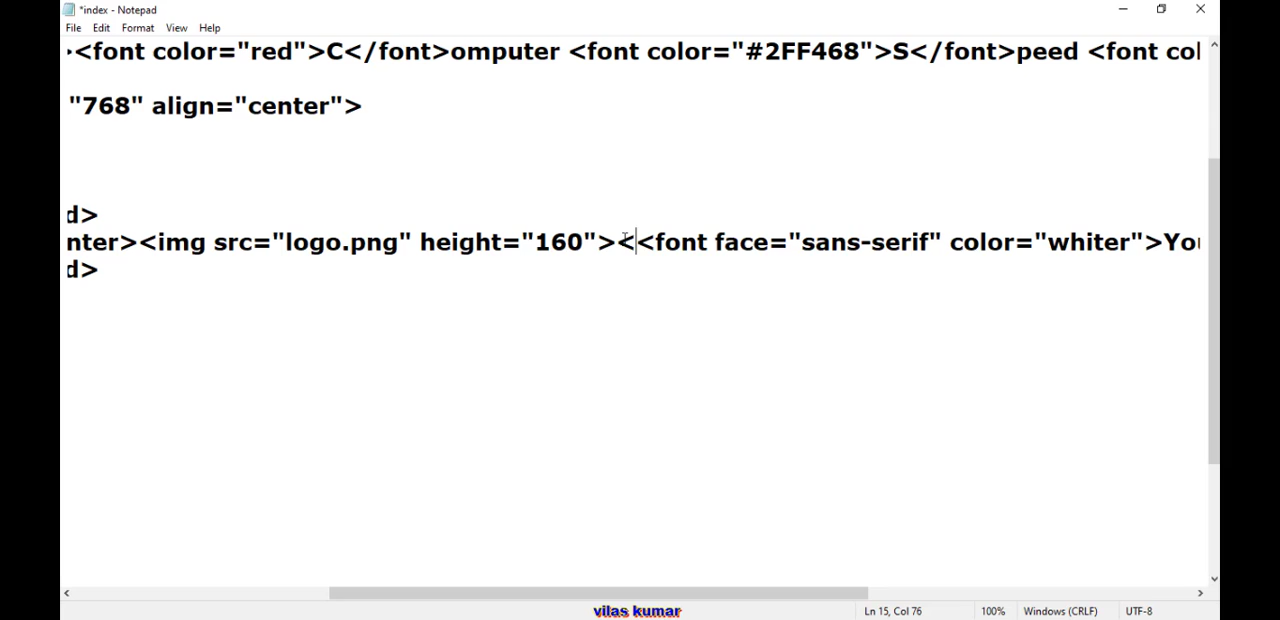 *index - Notepad
File Edit Format View Help
><font color="red">C</font>omputer <font color="#2FF468">S</font>peed <font col
"768" align="center">
d>
nter><img src="logo.png" height="160"><<font face="sans-serif" color="whiter">You
d>
vilas kumar
Ln 15, Col 76
100%
Windows (CRLF)
UTF-8